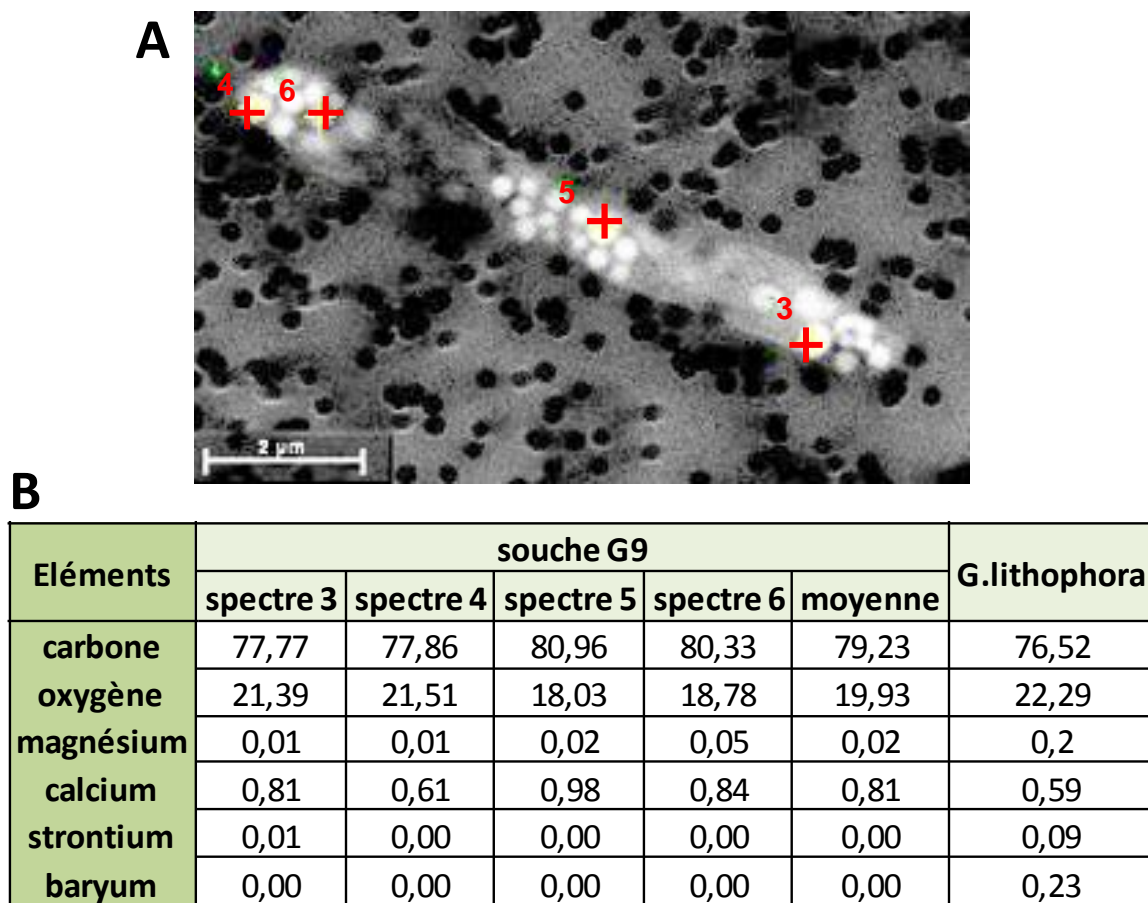 A
4 6
5
3
2 µm
B
Eléments souche G9 G.lithophora
spectre 3 spectre 4 spectre 5 spectre 6 moyenne
carbone 77,77 77,86 80,96 80,33 79,23 76,52
oxygène 21,39 21,51 18,03 18,78 19,93 22,29
magnésium 0,01 0,01 0,02 0,05 0,02 0,2
calcium 0,81 0,61 0,98 0,84 0,81 0,59
strontium 0,01 0,00 0,00 0,00 0,00 0,09
baryum 0,00 0,00 0,00 0,00 0,00 0,23